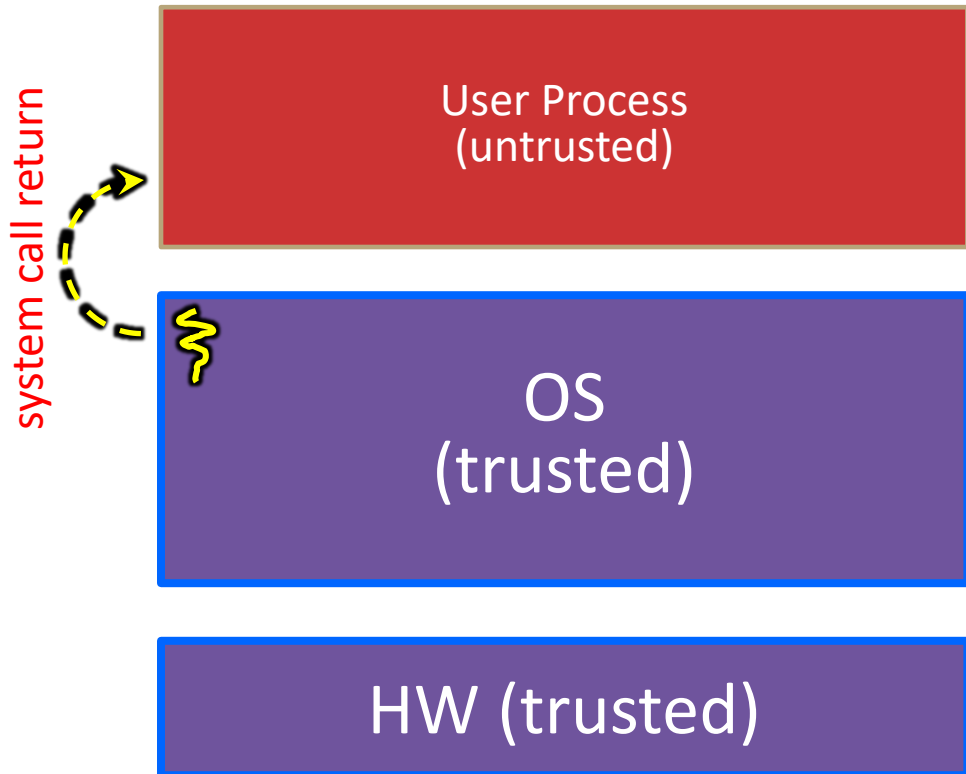 system call return
User Process
(untrusted)
OS
(trusted)
HW (trusted)